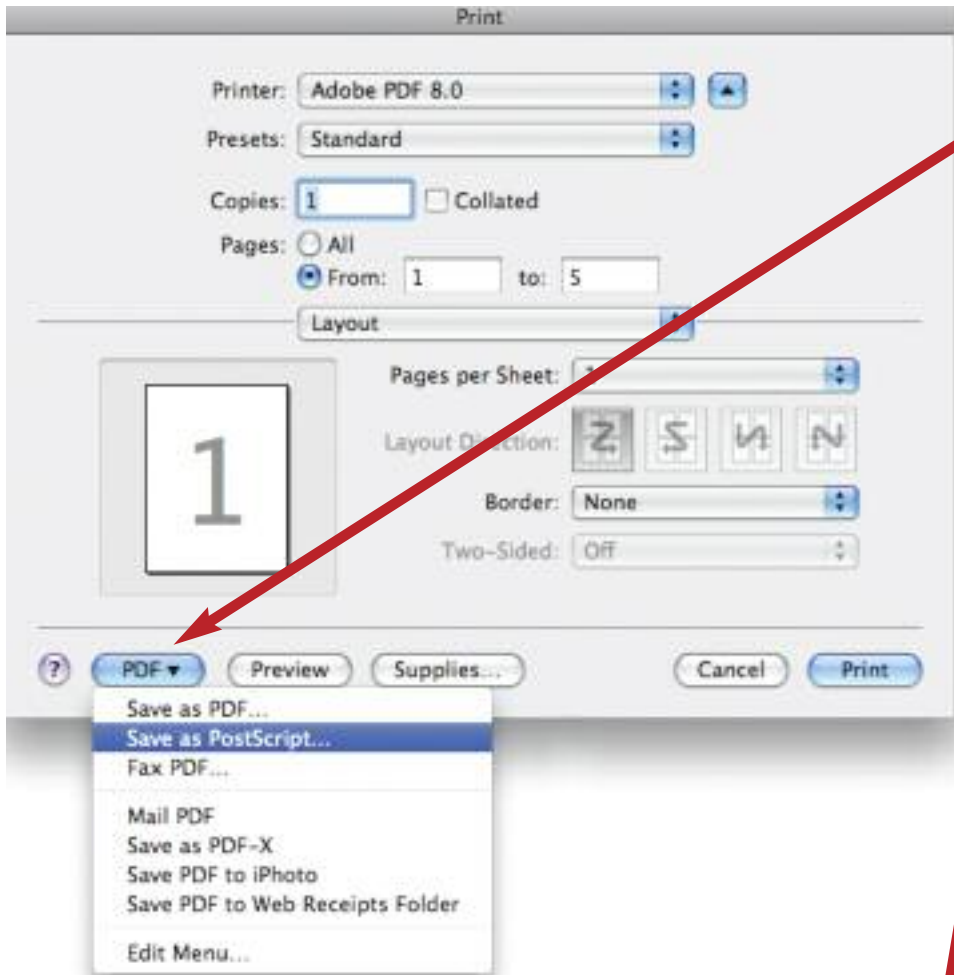 Print
Printer: Adobe PDF 8.0
Presets: Standard
Copies: 1 Collated
Pages: All
From: 1 to: 5
Layout
Pages per Sheet:
1
Layout Direction:
Border: None
Two-Sided: Off
? PDF Preview Supplies... Cancel Print
Save as PDF...
Save as PostScript...
Fax PDF...
Mail PDF
Save as PDF-X
Save PDF to iPhoto
Save PDF to Web Receipts Folder
Edit Menu...